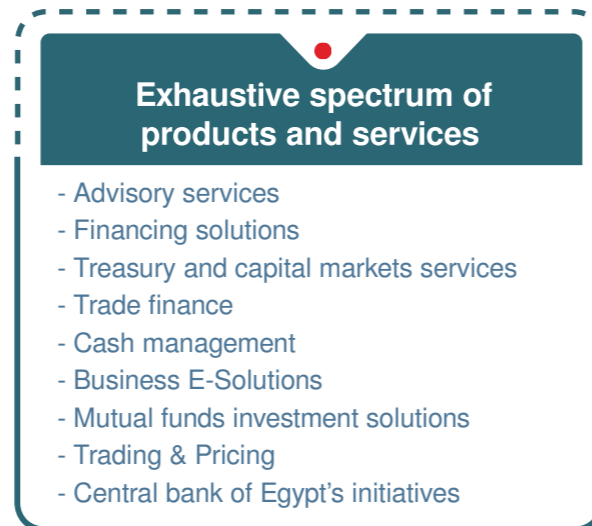 Exhaustive spectrum of
products and services
- Advisory services
- Financing solutions
- Treasury and capital markets services
- Trade finance
- Cash management
- Business E-Solutions
- Mutual funds investment solutions
- Trading & Pricing
- Central bank of Egypt's initiatives